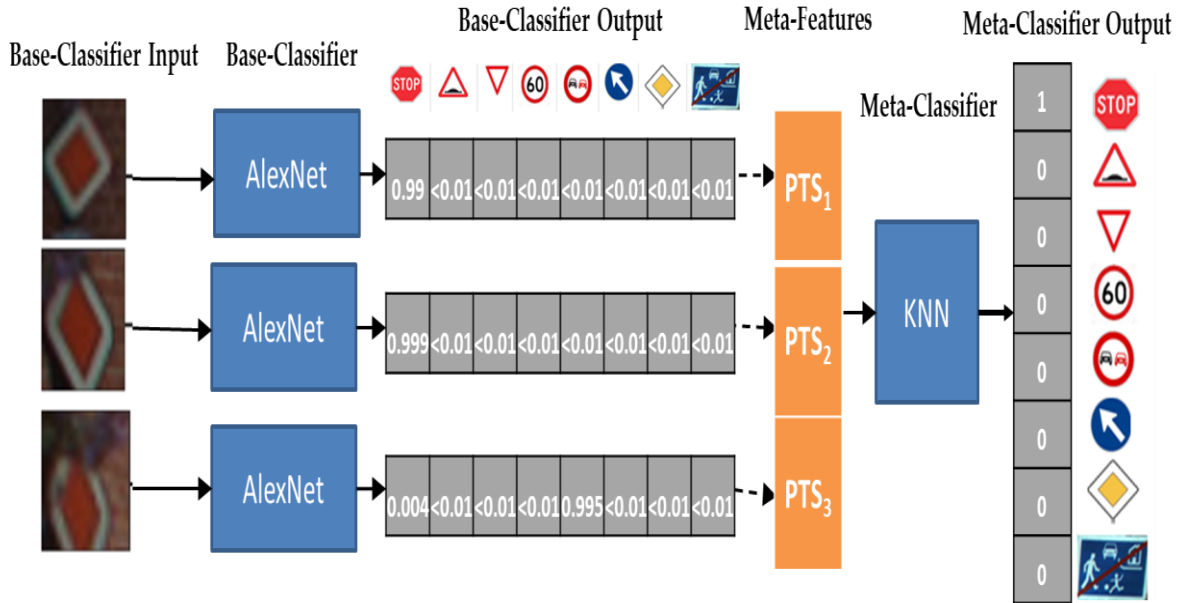 Base-Classifier Input
Base-Classifier
Base-Classifier Output
Meta-Features
Meta-Classifier Output
STOP
60
Meta-Classifier
AlexNet
0.99 <0.01 <0.01 <0.01 <0.01 <0.01 <0.01 <0.01
PTS1
AlexNet
0.999 <0.01 <0.01 <0.01 <0.01 <0.01 <0.01 <0.01
PTS2
KNN
AlexNet
0.004 <0.01 <0.01 <0.01 0.995 <0.01 <0.01 <0.01
PTS3
1
STOP
0
0
0
60
0
0
0
0